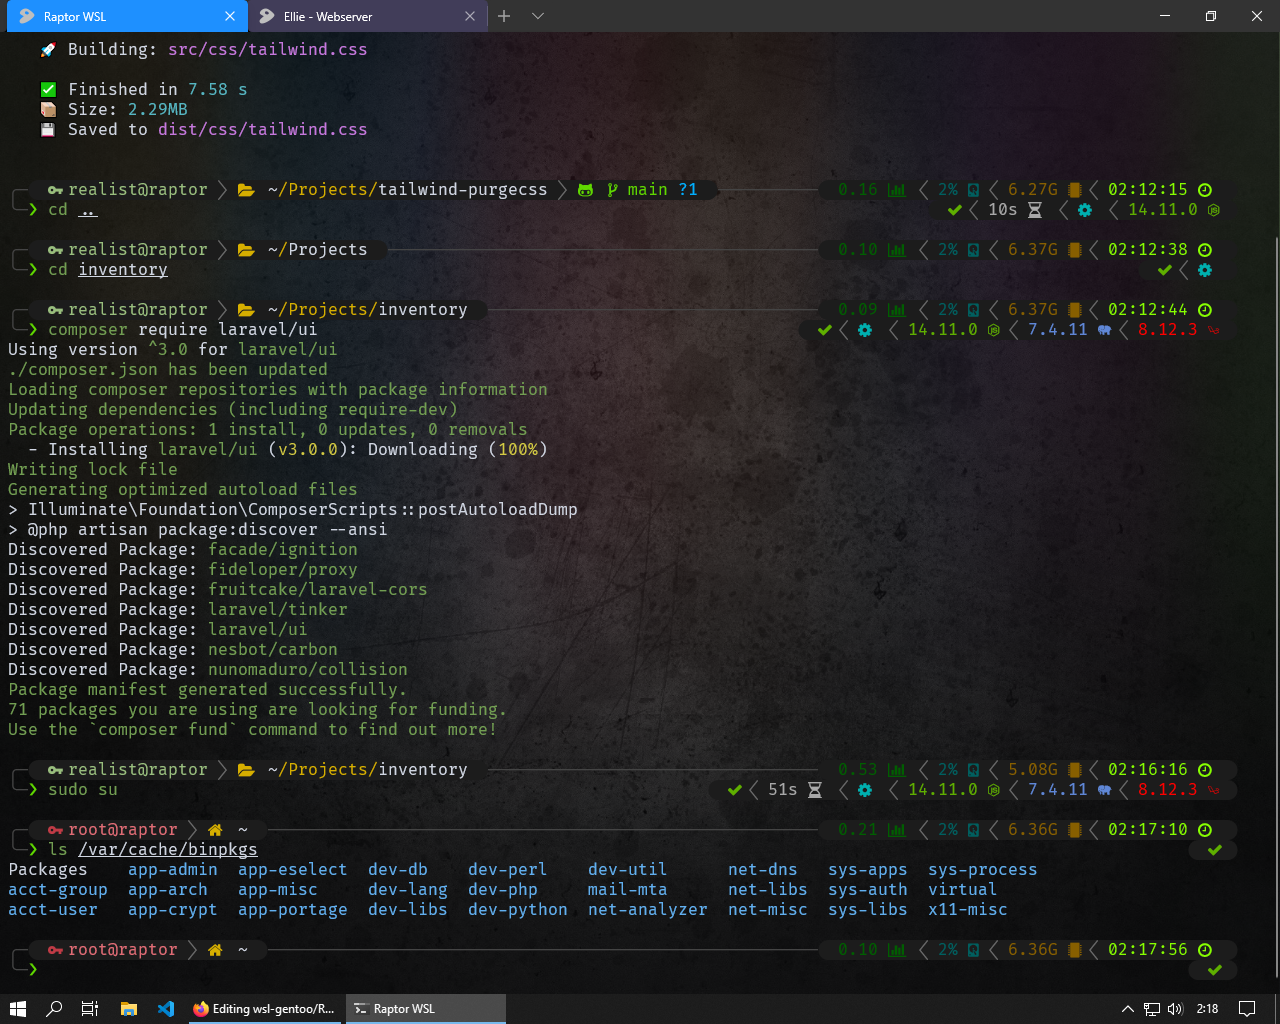 Raptor WSL
Ellie - Webserver
Building: src/css/tailwind.css
Finished in 7.58 s
Size: 2.29MB
Saved to dist/css/tailwind.css
realist@raptor ~/Projects/tailwind-purgecss main ?1 0.16 2% 6.27G 02:12:15
❯ cd .. 10s 14.11.0
realist@raptor ~/Projects 0.10 2% 6.37G 02:12:38
❯ cd inventory
realist@raptor ~/Projects/inventory 0.09 2% 6.37G 02:12:44
❯ composer require laravel/ui 14.11.0 7.4.11 8.12.3
Using version ^3.0 for laravel/ui
./composer.json has been updated
Loading composer repositories with package information
Updating dependencies (including require-dev)
Package operations: 1 install, 0 updates, 0 removals
- Installing laravel/ui (v3.0.0): Downloading (100%)
Writing lock file
Generating optimized autoload files
> Illuminate\Foundation\ComposerScripts::postAutoloadDump
> @php artisan package:discover --ansi
Discovered Package: facade/ignition
Discovered Package: fideloper/proxy
Discovered Package: fruitcake/laravel-cors
Discovered Package: laravel/tinker
Discovered Package: laravel/ui
Discovered Package: nesbot/carbon
Discovered Package: nunomaduro/collision
Package manifest generated successfully.
71 packages you are using are looking for funding.
Use the `composer fund` command to find out more!
realist@raptor ~/Projects/inventory 0.53 2% 5.08G 02:16:16
❯ sudo su 51s 14.11.0 7.4.11 8.12.3
root@raptor ~ 0.21 2% 6.36G 02:17:10
❯ ls /var/cache/binpkgs
Packages app-admin app-eselect dev-db dev-perl dev-util net-dns sys-apps sys-process
acct-group app-arch app-misc dev-lang dev-php mail-mta net-libs sys-auth virtual
acct-user app-crypt app-portage dev-libs dev-python net-analyzer net-misc sys-libs x11-misc
root@raptor ~ 0.10 2% 6.36G 02:17:56
❯
Editing wsl-gentoo/R...
Raptor WSL
2:18